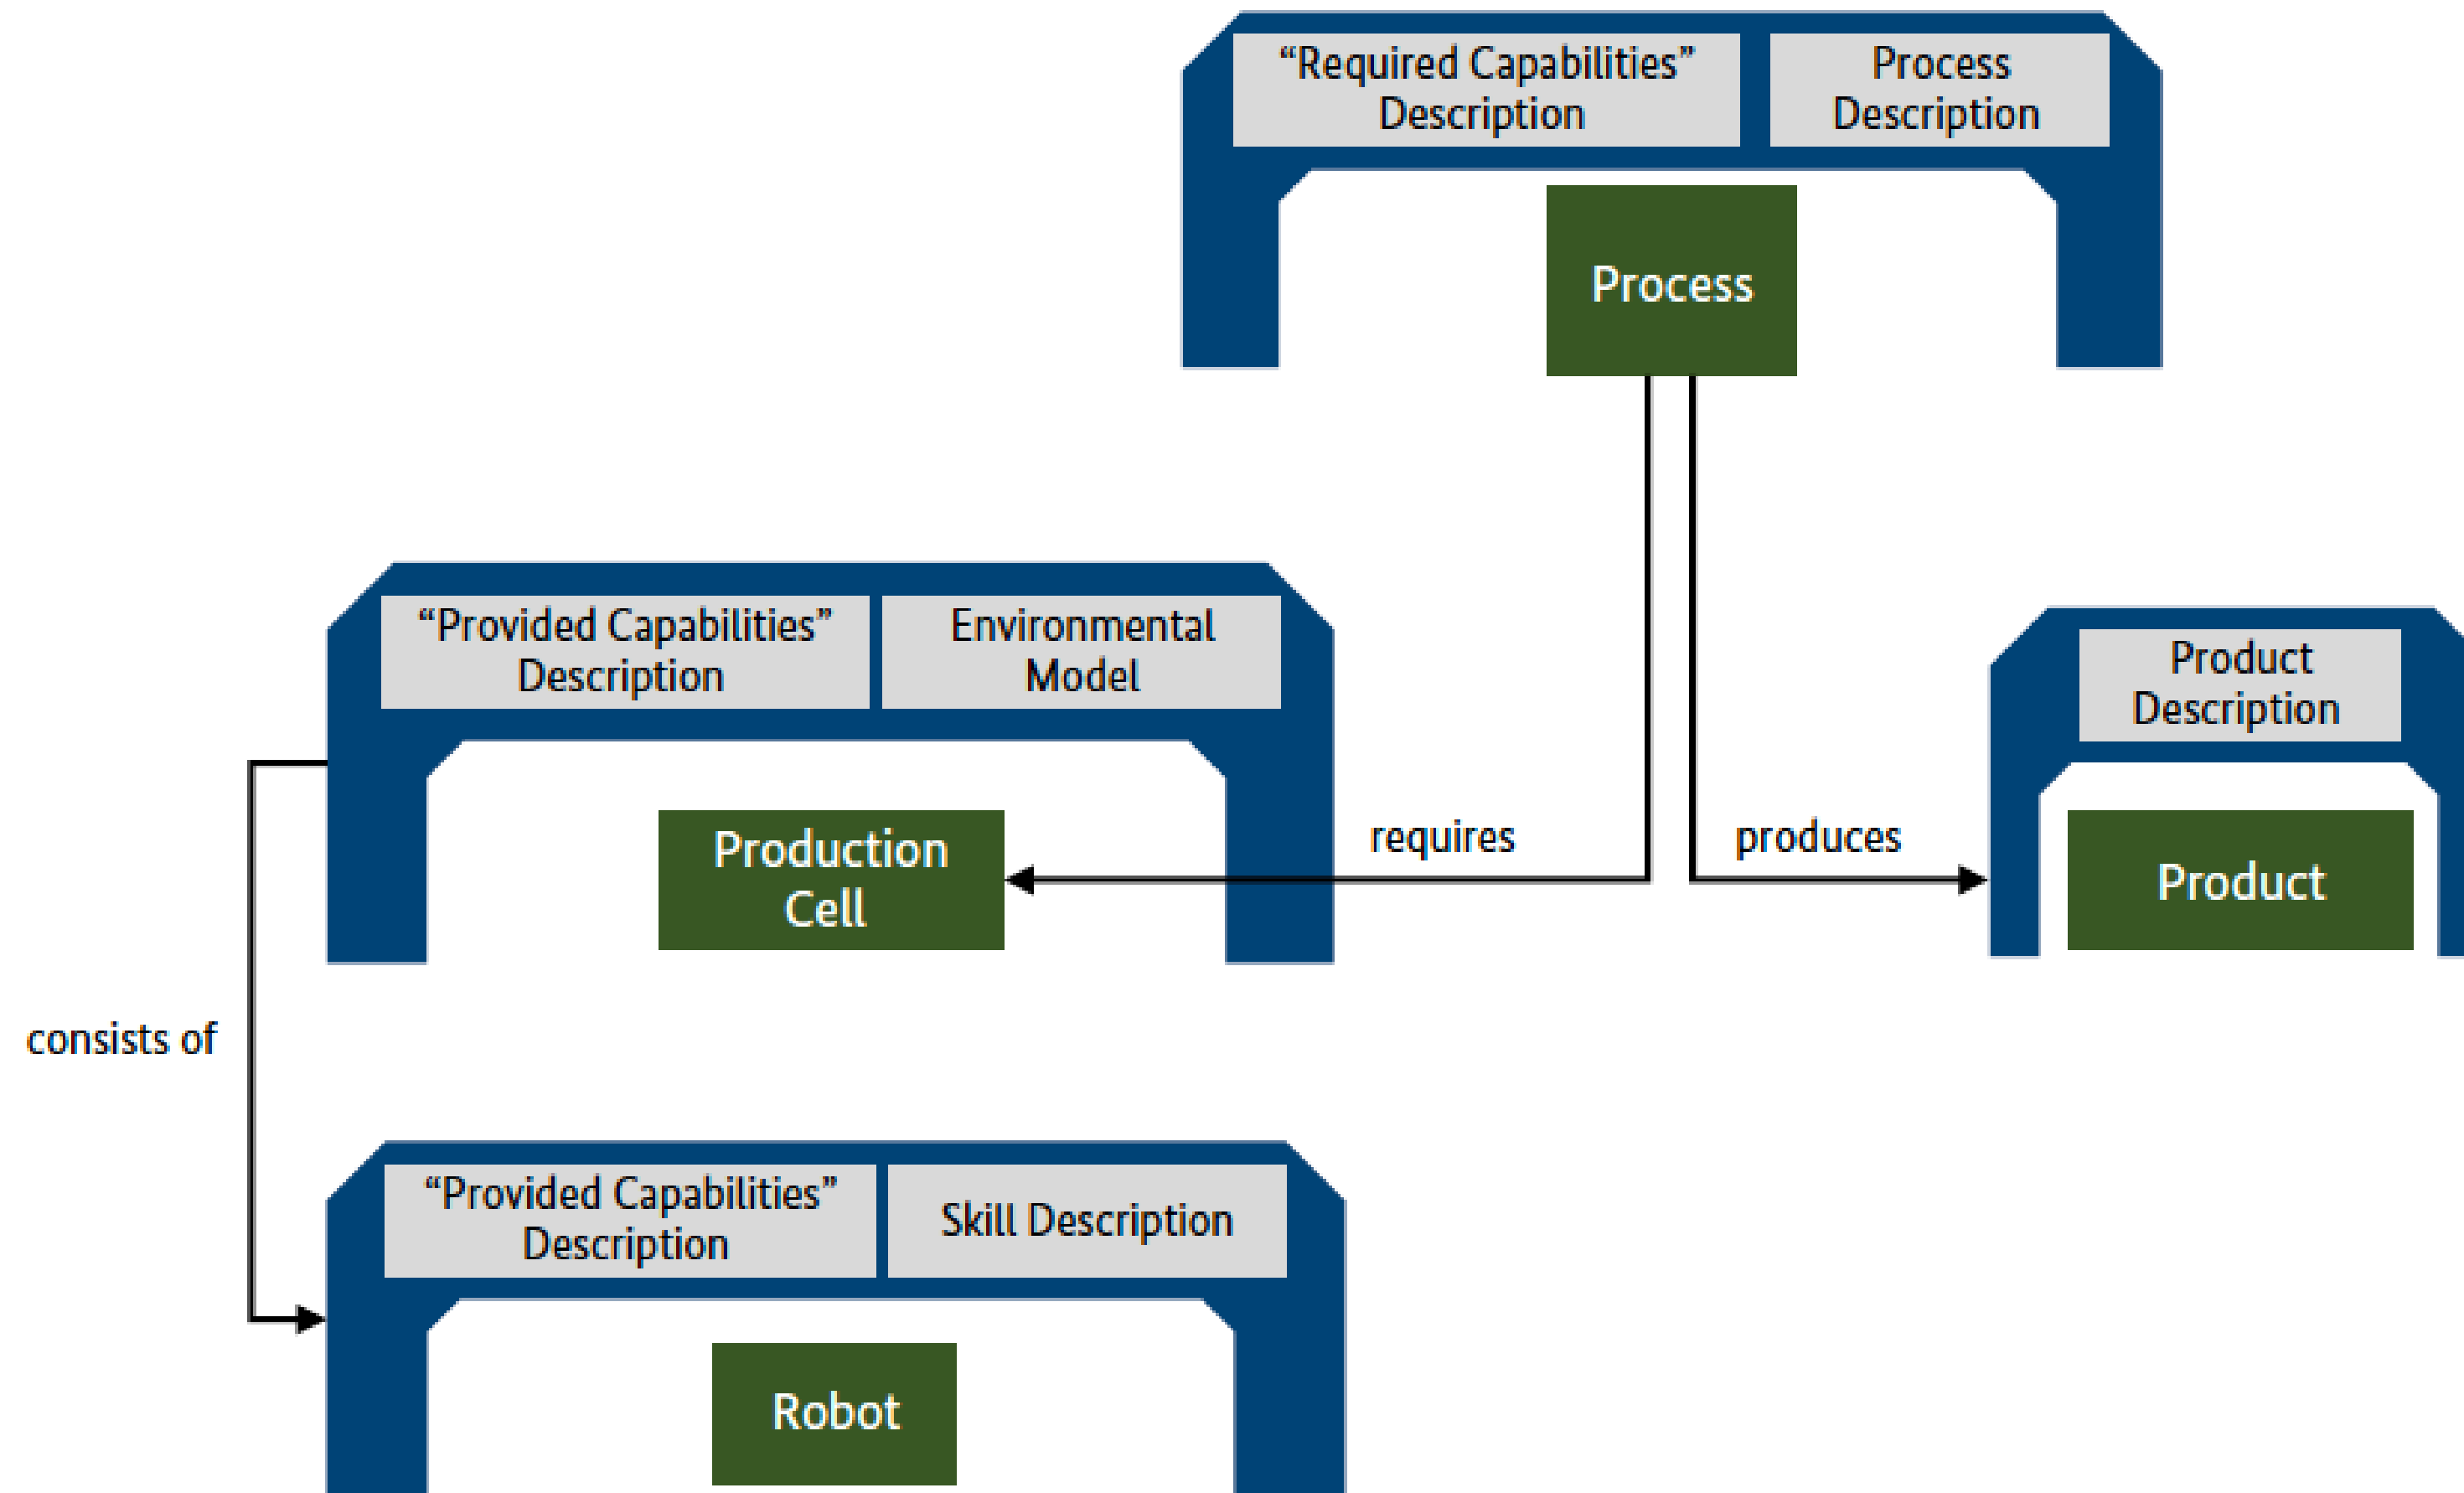 “Required Capabilities”
Description
Process
Description
Process
“Provided Capabilities”
Description
Environmental
Model
Product
Description
requires
produces
Production
Cell
Product
consists of
“Provided Capabilities”
Description
Skill Description
Robot